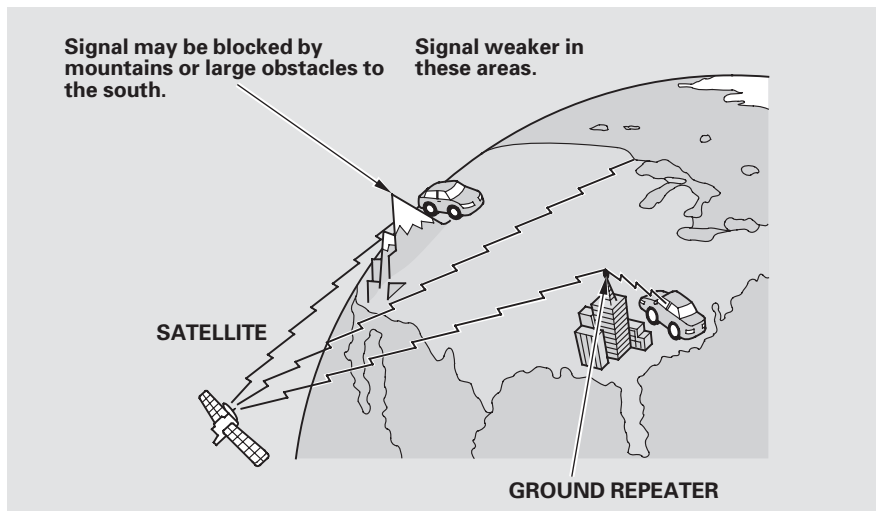 Signal may be blocked by
mountains or large obstacles to
the south.
Signal weaker in
these areas.
SATELLITE
GROUND REPEATER